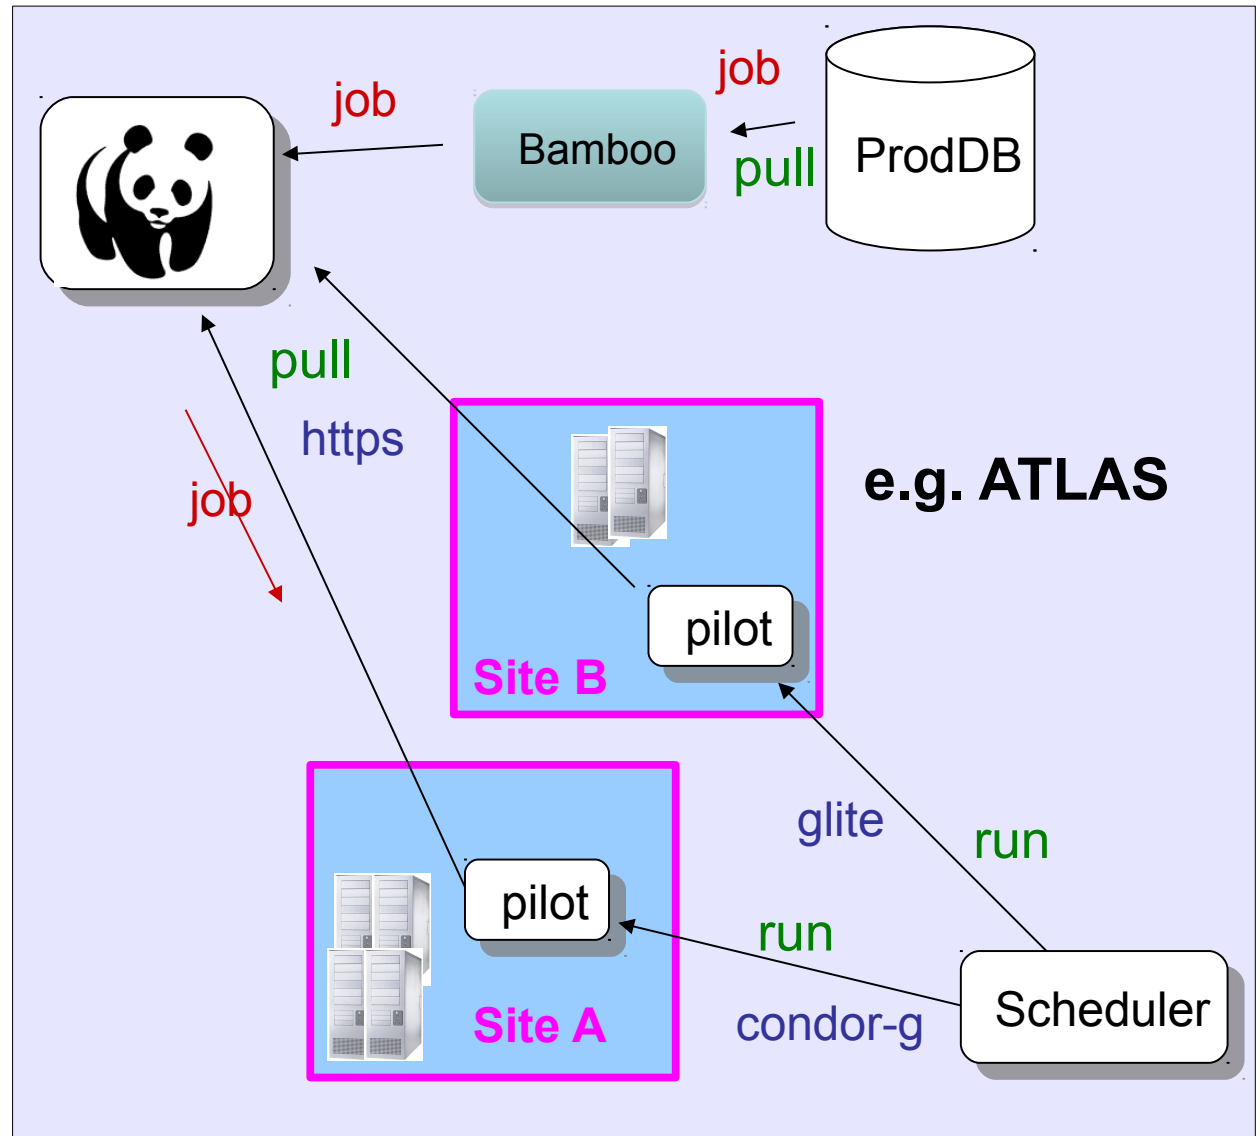 job
job
Bamboo
pull
ProdDB
pull
https
job
e.g. ATLAS
pilot
Site B
glite
run
pilot
run
Site A
condor-g
Scheduler